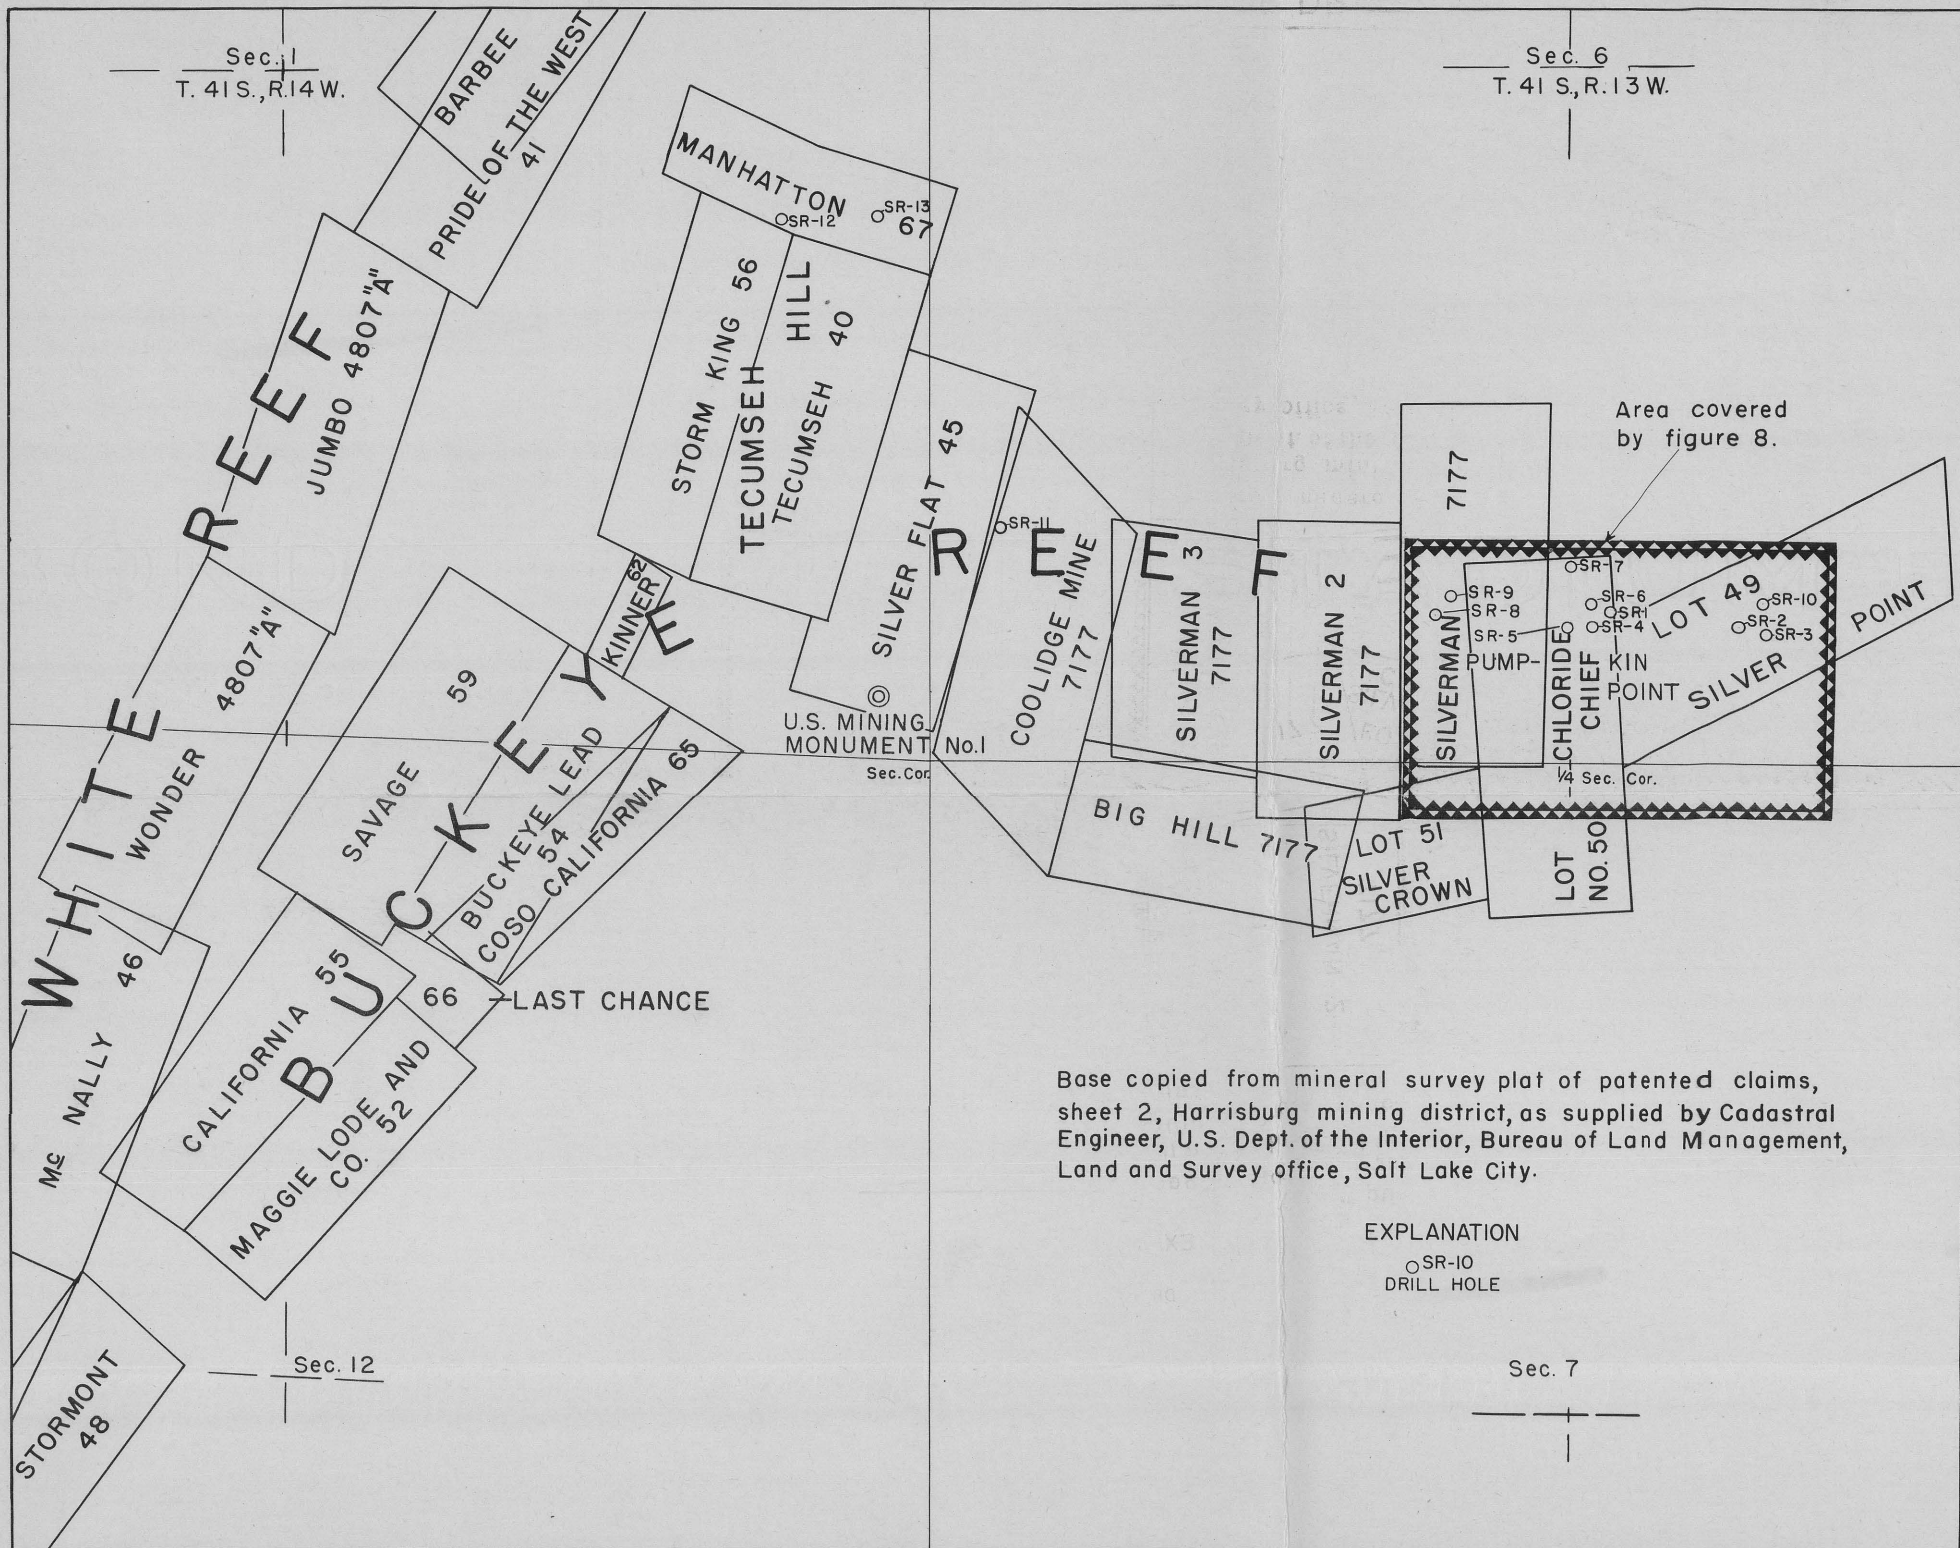 Sec. 1
T. 41 S., R. 14 W.
Sec. 6
T. 41 S., R. 13 W.
BARBEE
PRIDE OF THE WEST
41
MANHATTON
67
SR-12
SR-13
WHITE REEF
JUMBO 4807"A"
STORM KING 56
TECUMSEH HILL
TECUMSEH 40
SILVER FLAT 45
SR-11
BUCKEYE REEF
62
KINNER
COOLIDGE MINE
7177
SILVERMAN 3
7177
SILVERMAN 2
7177
7177
Area covered
by figure 8.
SILVERMAN
SR-9
SR-8
SR-5
SR-7
SR-6
SR-1
SR-4
SR-10
SR-2
SR-3
LOT 49
SILVER POINT
PUMP-
KIN
POINT
CHLORIDE
CHIEF
1/4 Sec. Cor.
WONDER 4807"A"
SAVAGE 59
BUCKEYE LEAD
54
COSO CALIFORNIA 65
U.S. MINING
MONUMENT No.1
Sec. Cor.
BIG HILL 7177
LOT 51
SILVER
CROWN
LOT
NO. 50
Mc NALLY 46
CALIFORNIA 55
66
LAST CHANCE
MAGGIE LODE AND
CO. 52
STORMONT
48
Base copied from mineral survey plat of patented claims,
sheet 2, Harrisburg mining district, as supplied by Cadastral
Engineer, U.S. Dept. of the Interior, Bureau of Land Management,
Land and Survey office, Salt Lake City.
EXPLANATION
SR-10
DRILL HOLE
Sec. 12
Sec. 7